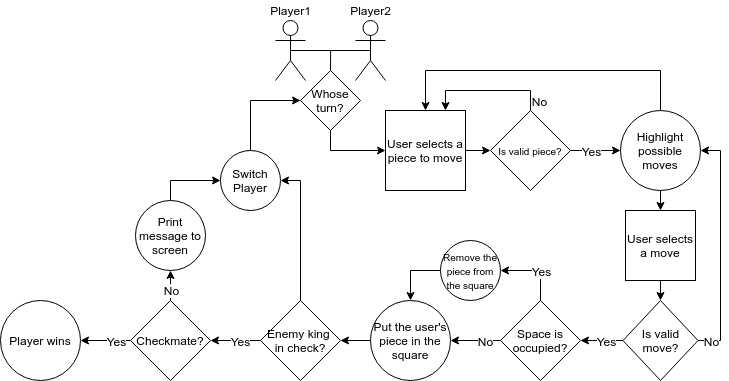 Player1
Player2
Whose
turn?
User selects a
piece to move
No
Is valid piece?
Yes
Highlight
possible
moves
Switch
Player
Print
message to
screen
User selects
a move
Remove the
piece from
the square
Yes
No
Player wins
Yes
Checkmate?
Yes
Enemy king
in check?
Put the user's
piece in the
square
No
Space is
occupied?
Yes
Is valid
move?
No